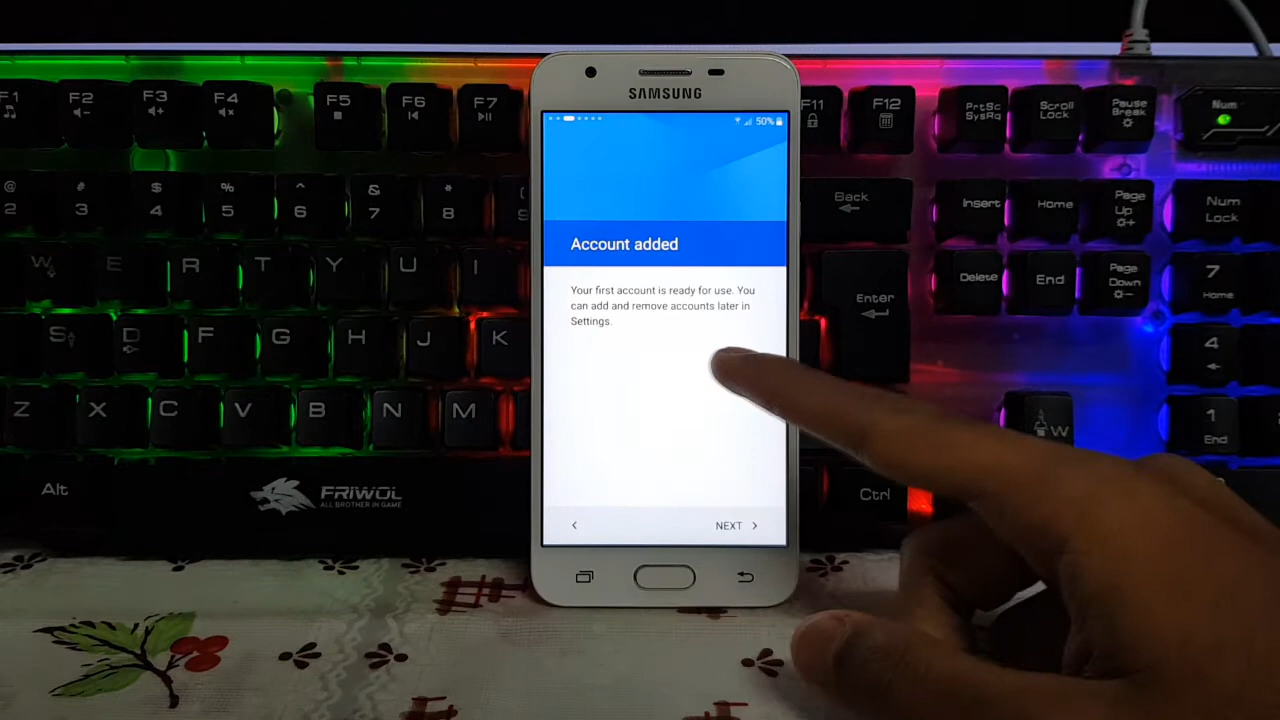 SAMSUNG
50%
Account added
Your first account is ready for use. You
can add and remove accounts later in
Settings.
NEXT
F1
F2
F3
F4
F5
F6
F7
F11
F12
PrtSc
SysRq
Scroll
Lock
Pause
Break
Num
@
2
#
3
$
4
%
5
^
6
&
7
*
8
(
9
Back
Insert
Home
Page
Up
Num
Lock
W
E
R
T
Y
U
I
Enter
Delete
End
Page
Down
7
Home
S
D
F
G
H
J
K
4
Z
X
C
V
B
N
M
W
1
End
Alt
FRIWOL
ALL BROTHER IN GAME
Ctrl